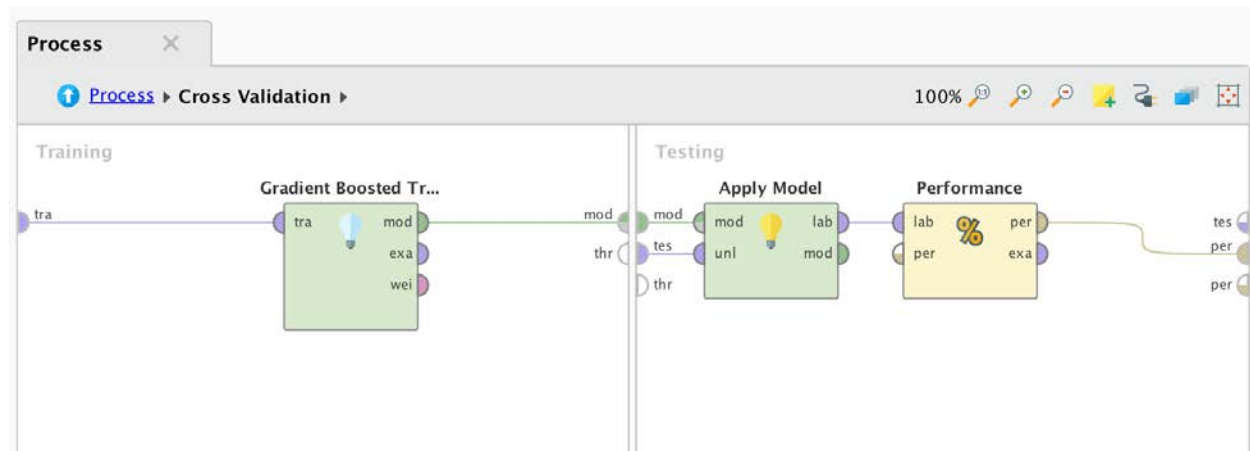 Process
Process Cross Validation
100%
Training
Testing
Gradient Boosted Tr...
Apply Model
Performance
tra
tra
mod
exa
wei
mod
thr
mod
tes
thr
mod
unl
lab
mod
lab
per
per
exa
tes
per
per